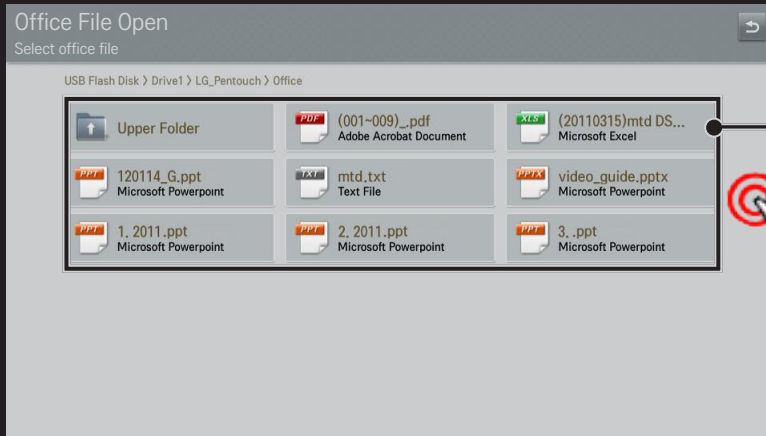 Office File Open
Select office file
USB Flash Disk > Drive1 > LG_Pentouch > Office
Upper Folder
PDF
(001~009)_.pdf
Adobe Acrobat Document
XLS
(20110315)mtd DS...
Microsoft Excel
PPT
120114_G.ppt
Microsoft Powerpoint
TXT
mtd.txt
Text File
PPTX
video_guide.pptx
Microsoft Powerpoint
PPT
1. 2011.ppt
Microsoft Powerpoint
PPT
2. 2011.ppt
Microsoft Powerpoint
PPT
3. .ppt
Microsoft Powerpoint